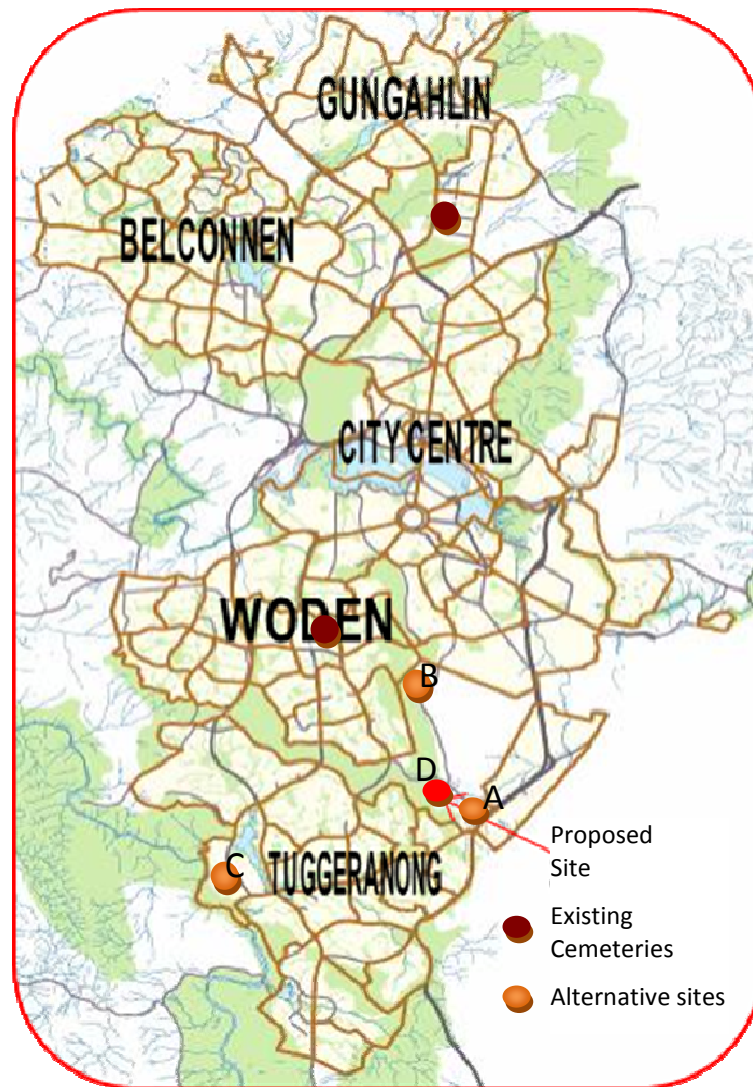 GUNGAHLIN
BELCONNEN
CITY CENTRE
WODEN
B
D
A
C
TUGGERANONG
Proposed
Site
Existing
Cemeteries
Alternative sites